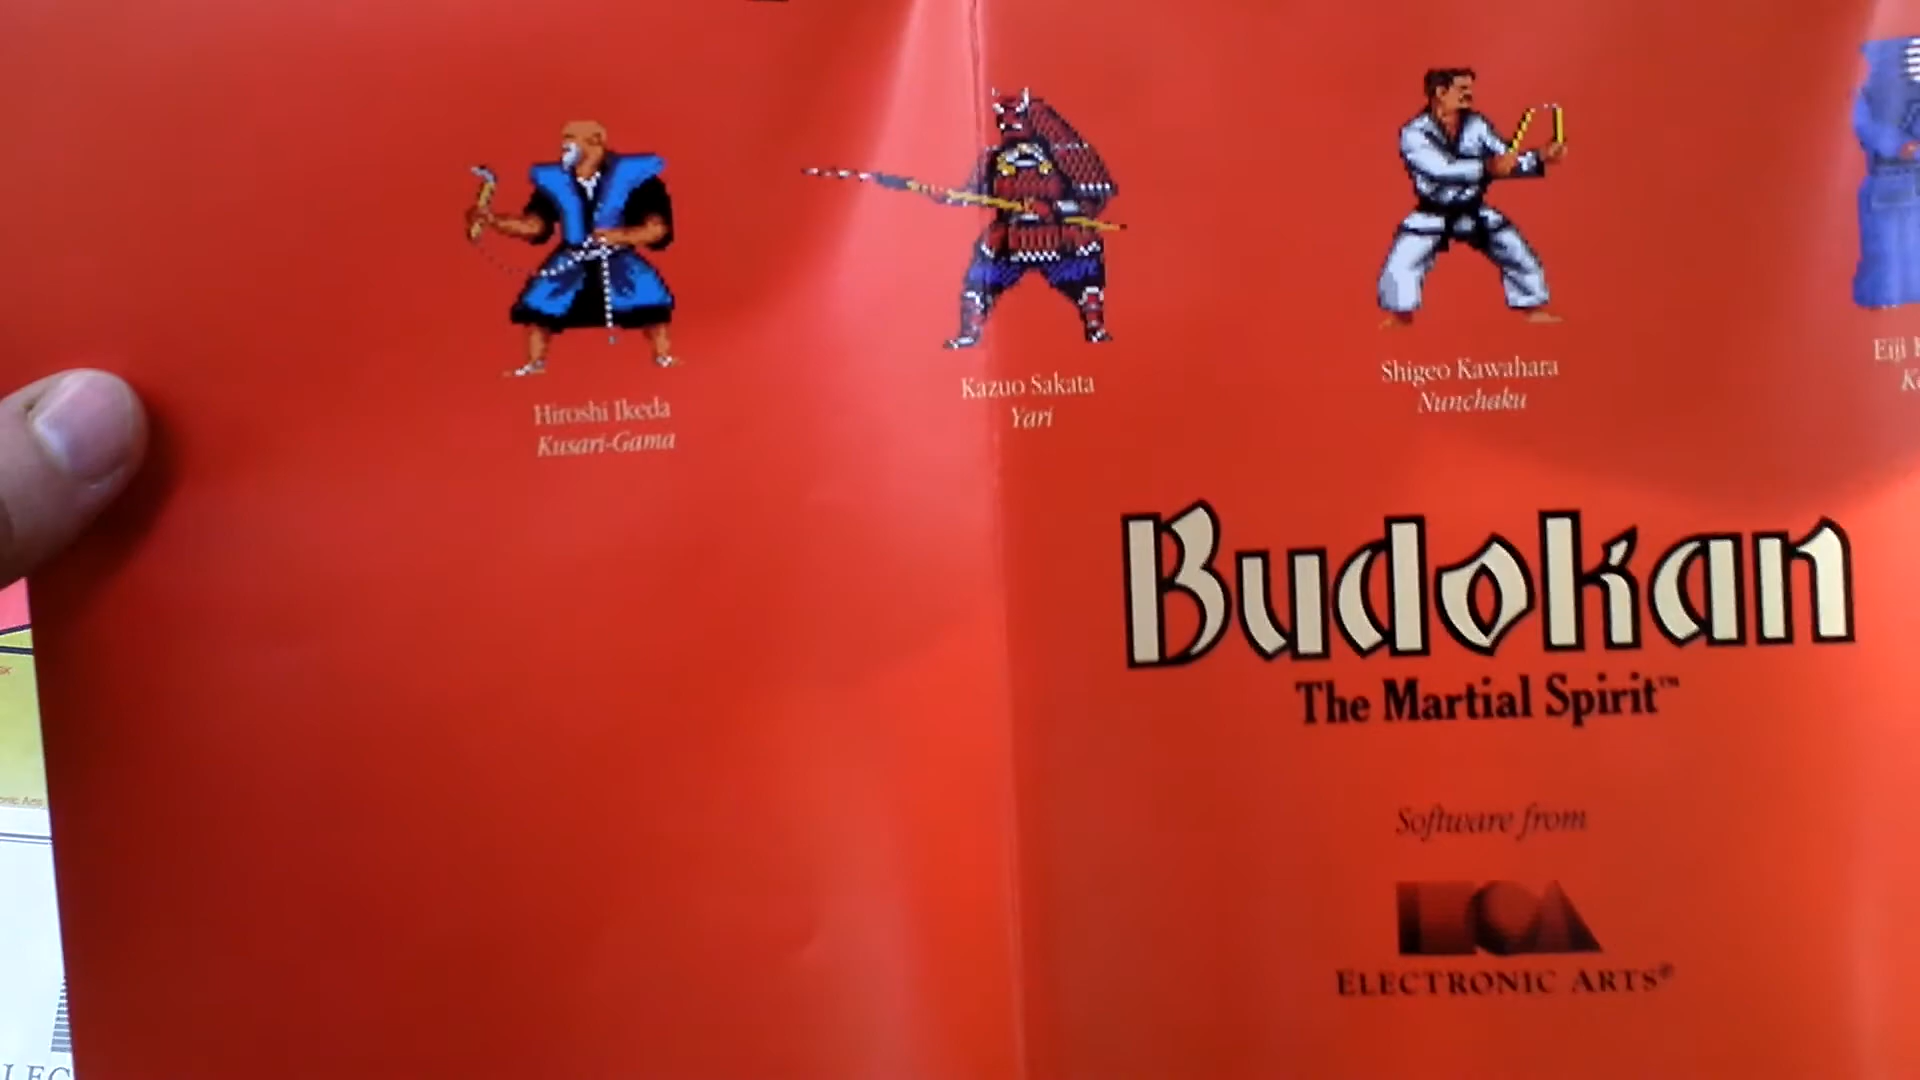 Hiroshi Ikeda
Kusari-Gama
Kazuo Sakata
Yari
Shigeo Kawahara
Nunchaku
Eiji
Budokan
The Martial Spirit™
Software from
EOA
ELECTRONIC ARTS®